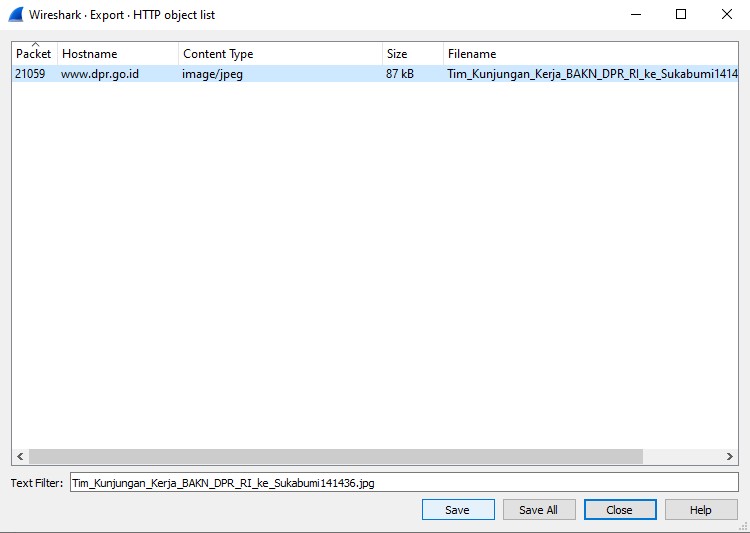 Wireshark · Export · HTTP object list
Packet Hostname Content Type Size Filename
21059 www.dpr.go.id image/jpeg 87 kB Tim_Kunjungan_Kerja_BAKN_DPR_RI_ke_Sukabumi1414
Text Filter: Tim_Kunjungan_Kerja_BAKN_DPR_RI_ke_Sukabumi141436.jpg
Save Save All Close Help